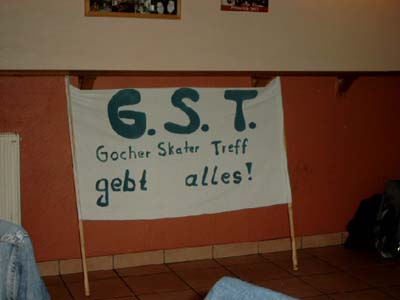 G.S.T.
Gocher Skater Treff
gebt alles!